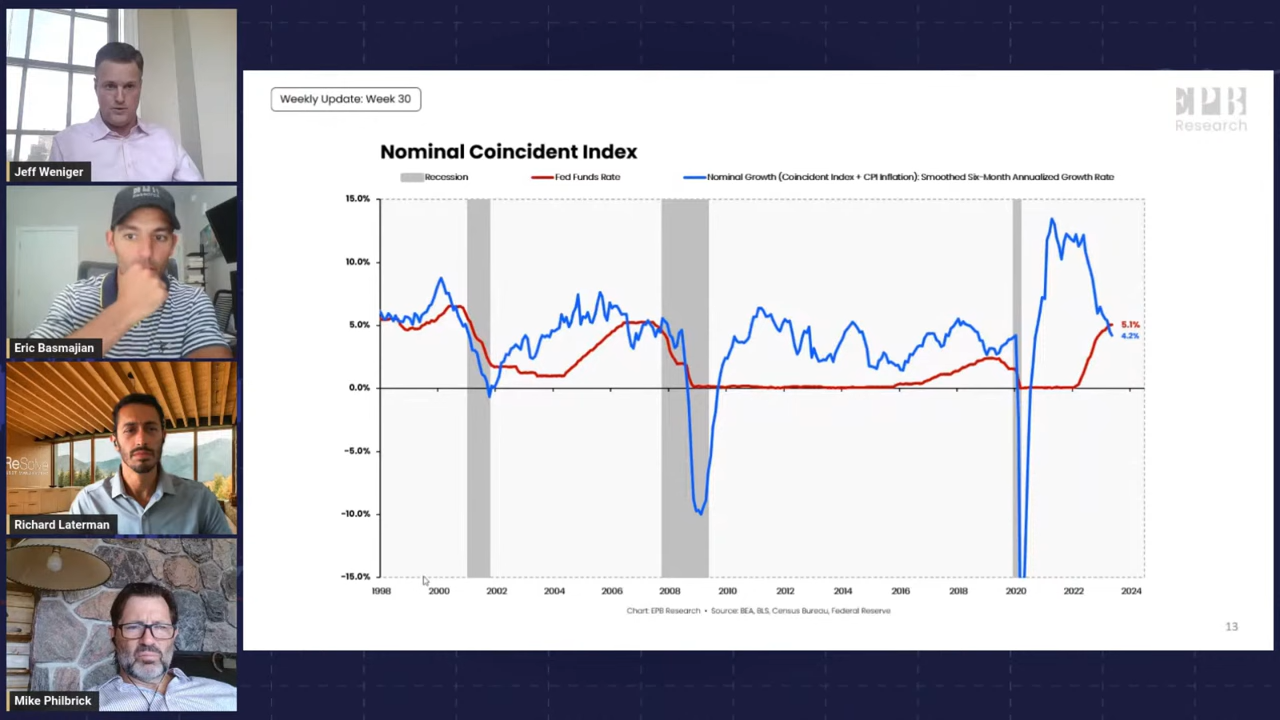 Jeff Weniger
Eric Basmajian
ReSolve
Richard Laterman
Mike Philbrick
Weekly Update: Week 30
EPB
Research
Nominal Coincident Index
Recession
Fed Funds Rate
Nominal Growth (Coincident Index + CPI Inflation): Smoothed Six-Month Annualized Growth Rate
15.0%
10.0%
5.0%
0.0%
-5.0%
-10.0%
-15.0%
5.1%
4.2%
1998 2000 2002 2004 2006 2008 2010 2012 2014 2016 2018 2020 2022 2024
Chart: EPB Research • Source: BEA, BLS, Census Bureau, Federal Reserve
13